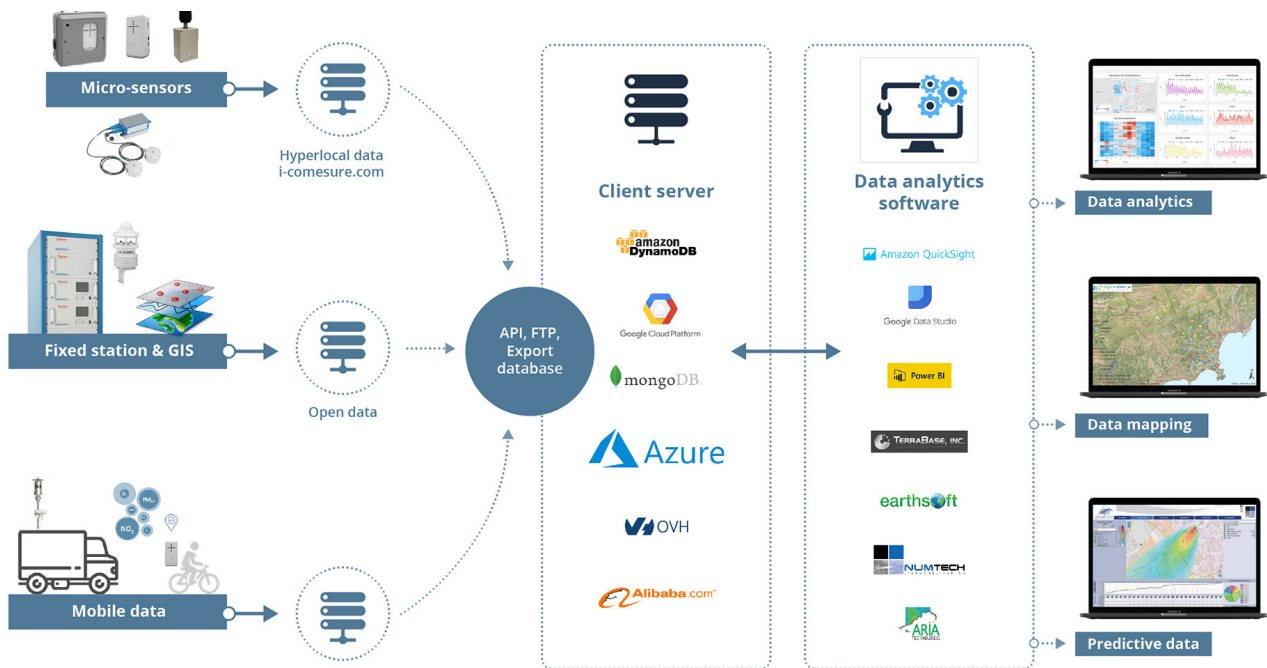 Micro-sensors
Hyperlocal data
i-comesure.com
Fixed station & GIS
Open data
Mobile data
NO₂
API, FTP,
Export
database
Client server
amazon
DynamoDB
Google Cloud Platform
mongoDB.
Azure
OVH
Alibaba.com®
Data analytics
software
Amazon QuickSight
Google Data Studio
Power BI
TERRABASE, INC.
earthsoft
NUMTECH
ARIA
TECHNOLOGIES
Data analytics
Data mapping
Predictive data